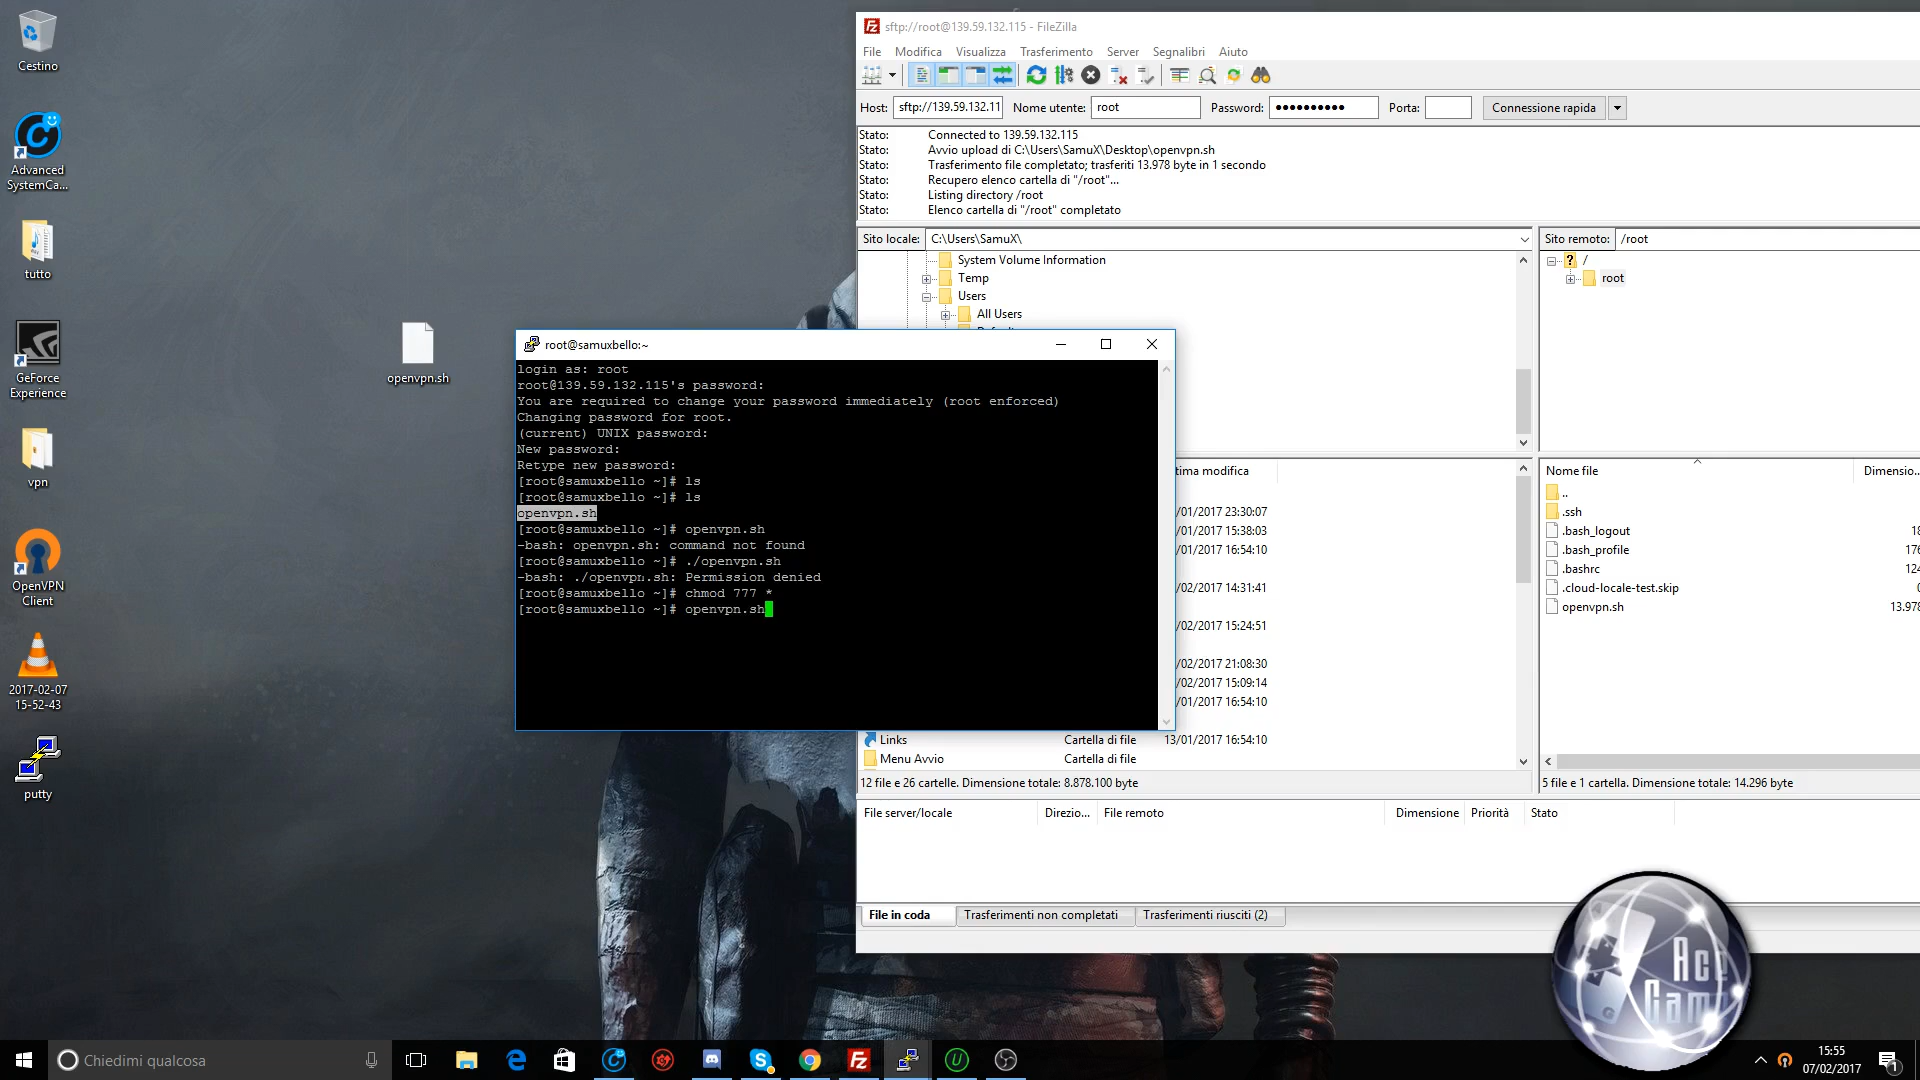 Cestino
Advanced
SystemCa...
tutto
GeForce
Experience
vpn
OpenVPN
Client
2017-02-07
15-52-43
putty
openvpn.sh
sftp://root@139.59.132.115 - FileZilla
File Modifica Visualizza Trasferimento Server Segnalibri Aiuto
Host: sftp://139.59.132.11 Nome utente: root Password: ●●●●●●●●●● Porta: Connessione rapida
Stato: Connected to 139.59.132.115
Stato: Avvio upload di C:\Users\SamuX\Desktop\openvpn.sh
Stato: Trasferimento file completato; trasferiti 13.978 byte in 1 secondo
Stato: Recupero elenco cartella di "/root"...
Stato: Listing directory /root
Stato: Elenco cartella di "/root" completato
Sito locale: C:\Users\SamuX\
System Volume Information
Temp
Users
All Users
Sito remoto: /root
/
root
root@samuxbello:~
login as: root
root@139.59.132.115's password:
You are required to change your password immediately (root enforced)
Changing password for root.
(current) UNIX password:
New password:
Retype new password:
[root@samuxbello ~]# ls
[root@samuxbello ~]# ls
openvpn.sh
[root@samuxbello ~]# openvpn.sh
-bash: openvpn.sh: command not found
[root@samuxbello ~]# ./openvpn.sh
-bash: ./openvpn.sh: Permission denied
[root@samuxbello ~]# chmod 777 *
[root@samuxbello ~]# openvpn.sh
tima modifica
/01/2017 23:30:07
/01/2017 15:38:03
/01/2017 16:54:10
/02/2017 14:31:41
/02/2017 15:24:51
/02/2017 21:08:30
/02/2017 15:09:14
/01/2017 16:54:10
Links Cartella di file 13/01/2017 16:54:10
Menu Avvio Cartella di file
12 file e 26 cartelle. Dimensione totale: 8.878.100 byte
Nome file Dimensio...
..
.ssh
.bash_logout 18
.bash_profile 176
.bashrc 124
.cloud-locale-test.skip 0
openvpn.sh 13.978
5 file e 1 cartella. Dimensione totale: 14.296 byte
File server/locale Direzio... File remoto Dimensione Priorità Stato
File in coda Trasferimenti non completati Trasferimenti riusciti (2)
Chiedimi qualcosa
15:55
07/02/2017
1